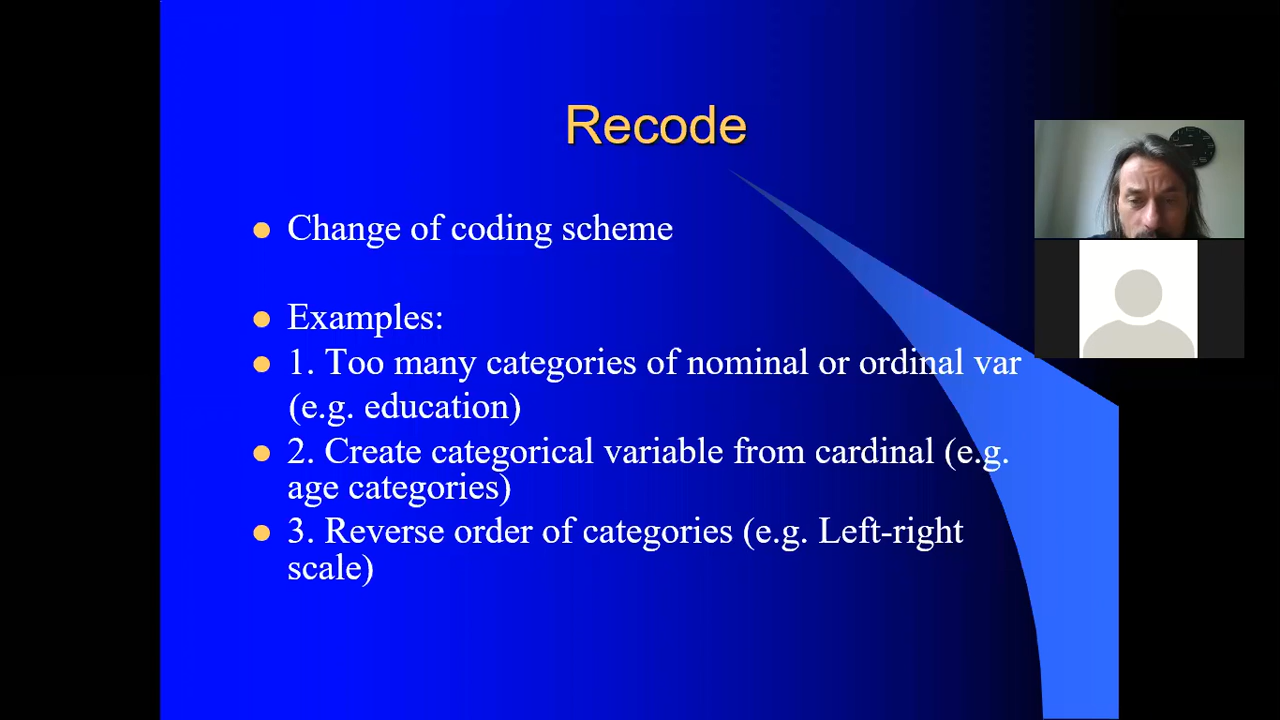 Recode
Change of coding scheme
Examples:
1. Too many categories of nominal or ordinal var
(e.g. education)
2. Create categorical variable from cardinal (e.g.
age categories)
3. Reverse order of categories (e.g. Left-right
scale)